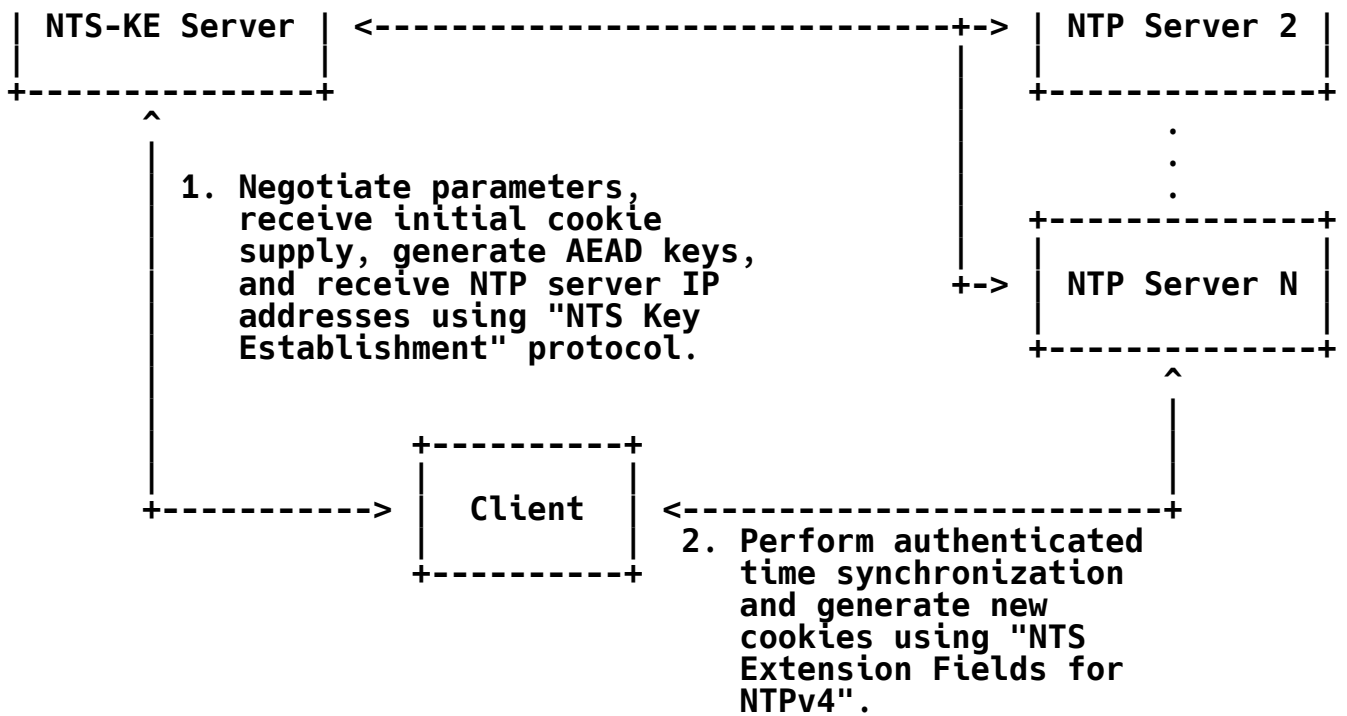 NTS-KE Server
NTP Server 2
1. Negotiate parameters,
receive initial cookie
supply, generate AEAD keys,
and receive NTP server IP
addresses using "NTS Key
Establishment" protocol.
NTP Server N
Client
2. Perform authenticated
time synchronization
and generate new
cookies using "NTS
Extension Fields for
NTPv4".